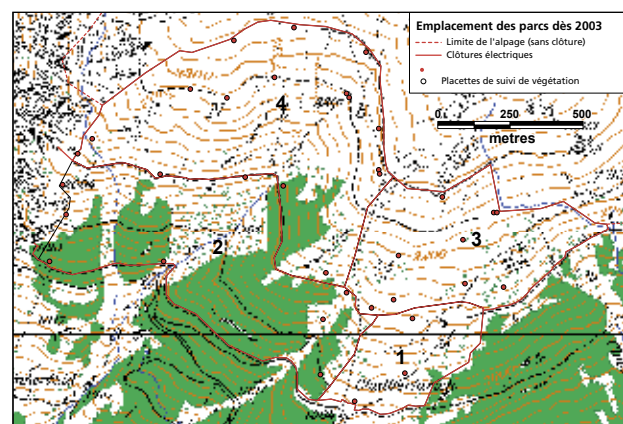 Emplacement des parcs dès 2003
Limite de l'alpage (sans clôture)
Clôtures électriques
Placettes de suivi de végétation
0 250 500
metres
4
3
2
1